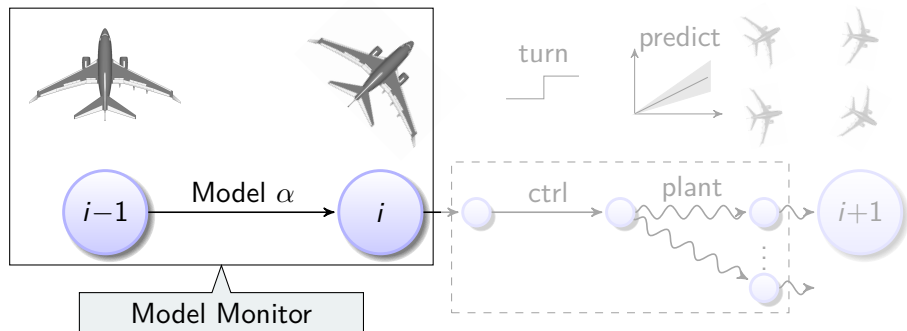 turn
predict
i−1
Model α
i
ctrl
plant
i+1
Model Monitor